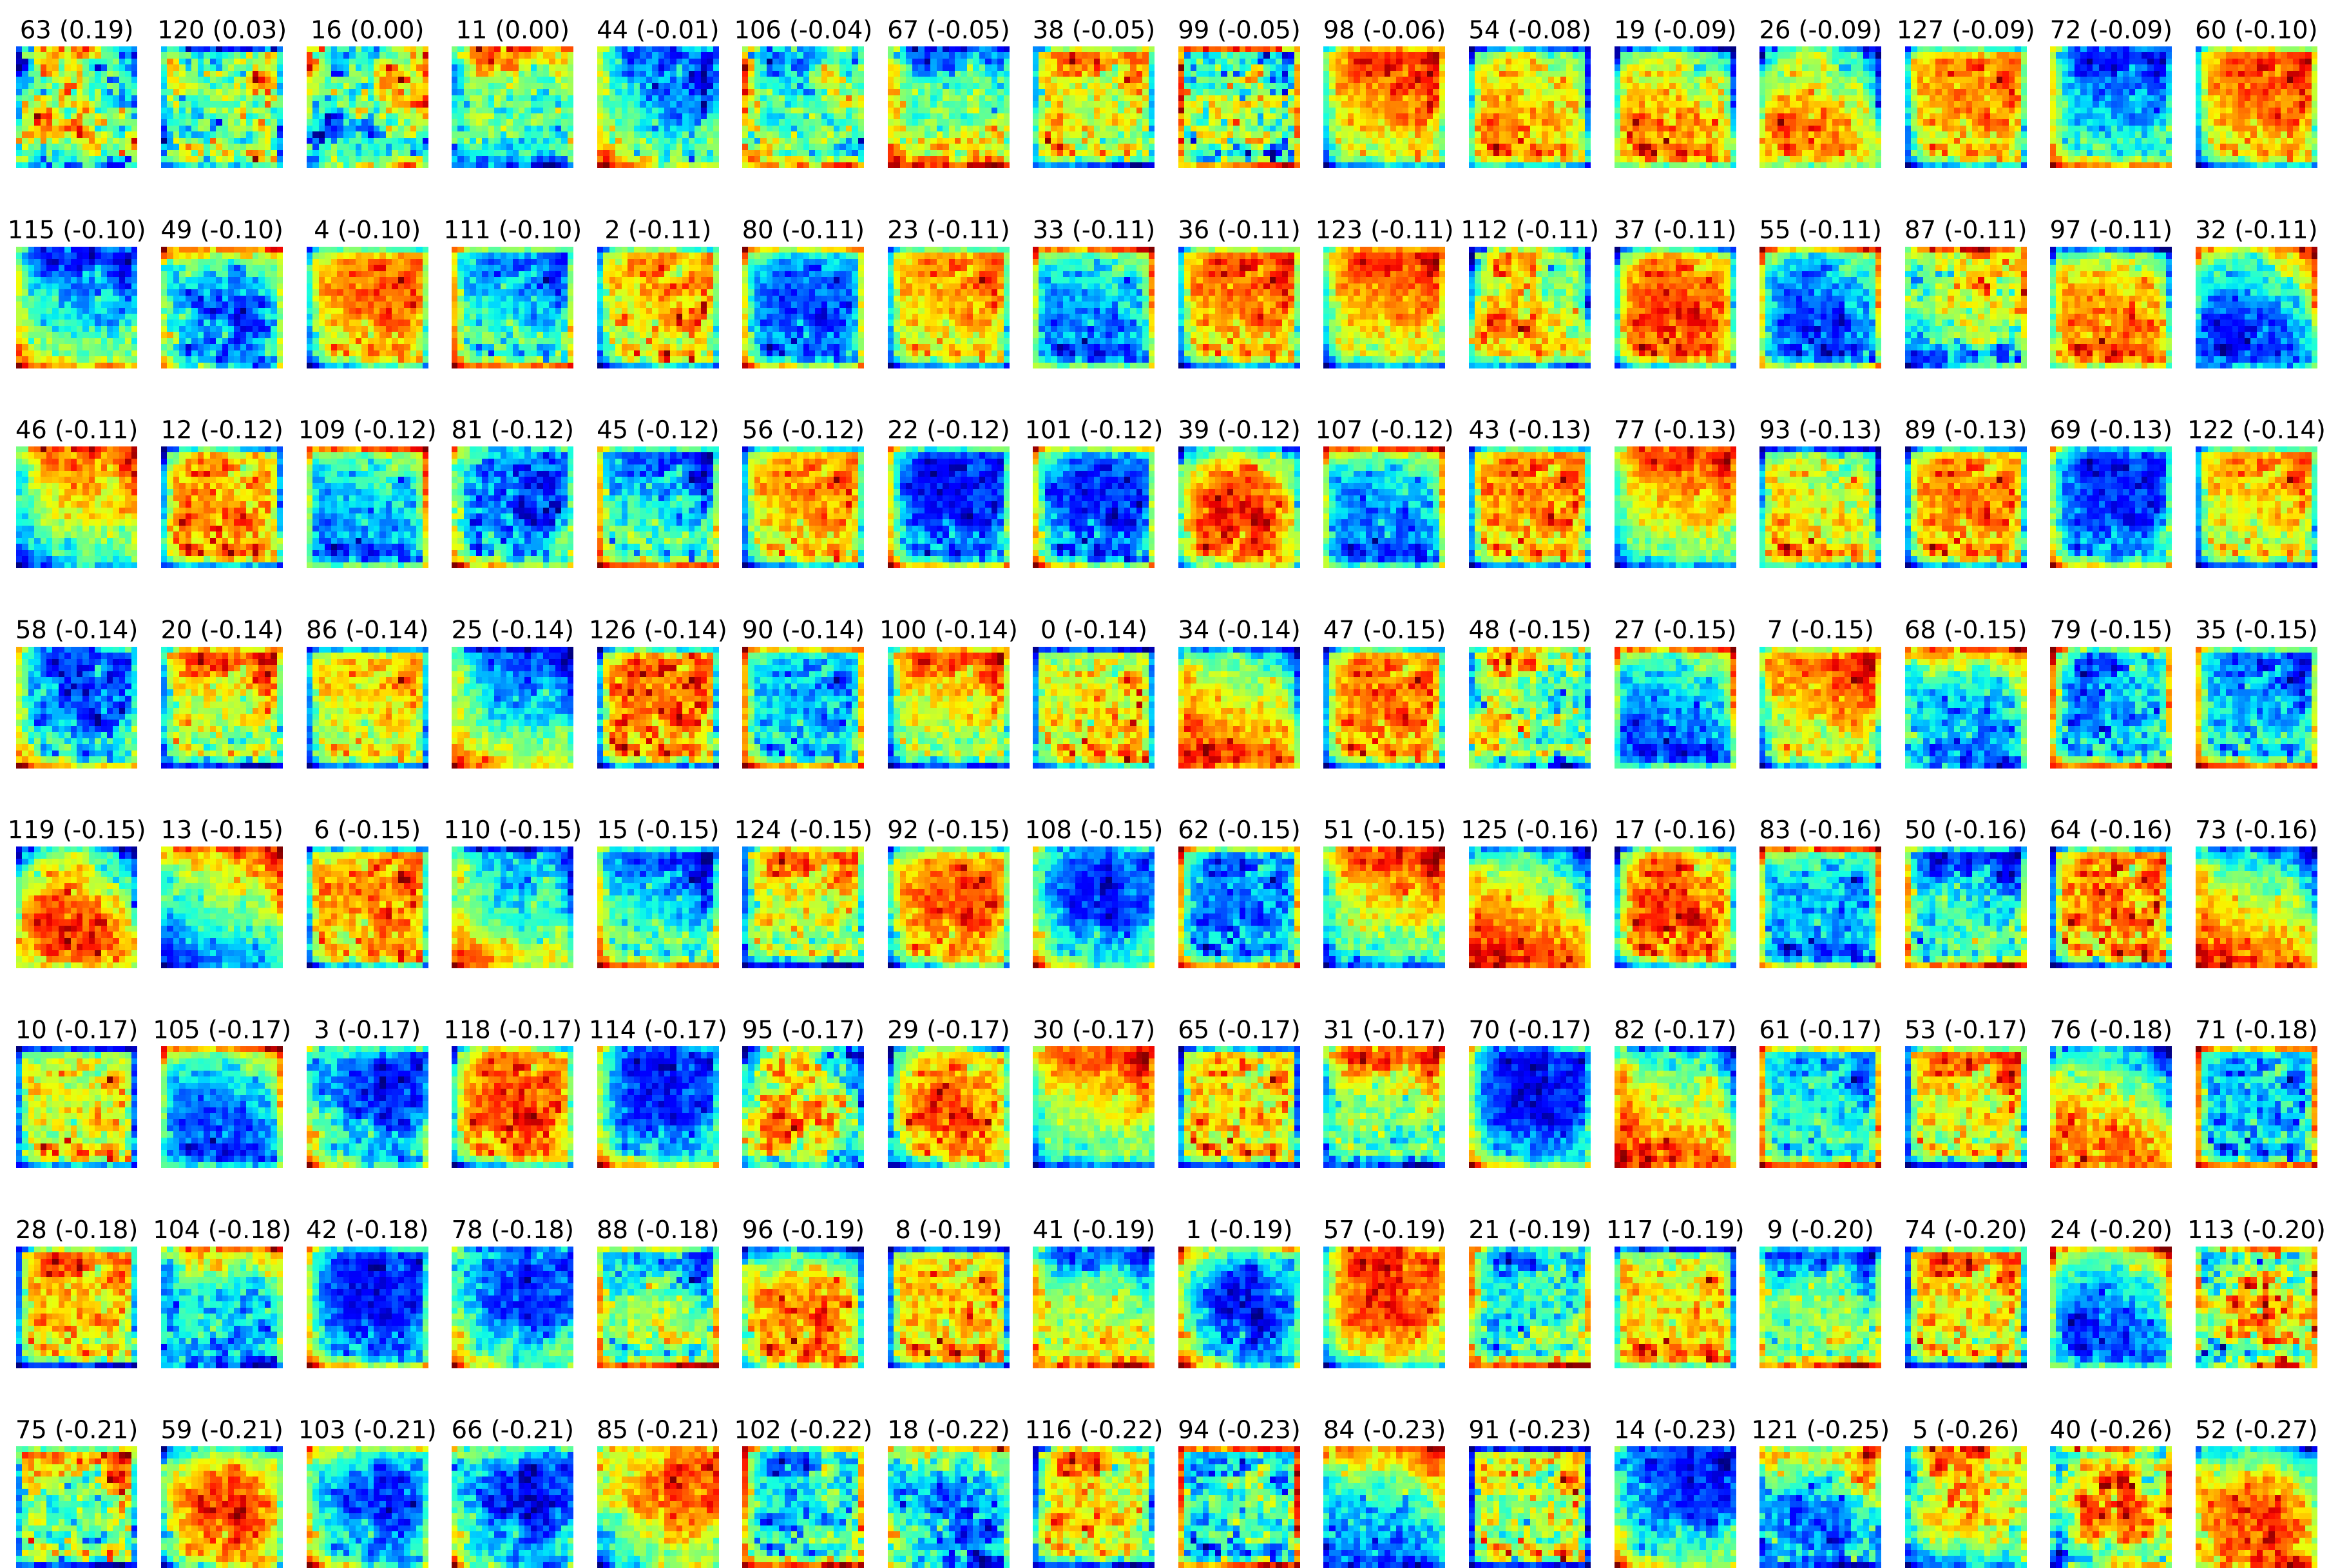 63 (0.19) 120 (0.03) 16 (0.00) 11 (0.00) 44 (-0.01) 106 (-0.04) 67 (-0.05) 38 (-0.05) 99 (-0.05) 98 (-0.06) 54 (-0.08) 19 (-0.09) 26 (-0.09) 127 (-0.09) 72 (-0.09) 60 (-0.10)
115 (-0.10) 49 (-0.10) 4 (-0.10) 111 (-0.10) 2 (-0.11) 80 (-0.11) 23 (-0.11) 33 (-0.11) 36 (-0.11) 123 (-0.11) 112 (-0.11) 37 (-0.11) 55 (-0.11) 87 (-0.11) 97 (-0.11) 32 (-0.11)
46 (-0.11) 12 (-0.12) 109 (-0.12) 81 (-0.12) 45 (-0.12) 56 (-0.12) 22 (-0.12) 101 (-0.12) 39 (-0.12) 107 (-0.12) 43 (-0.13) 77 (-0.13) 93 (-0.13) 89 (-0.13) 69 (-0.13) 122 (-0.14)
58 (-0.14) 20 (-0.14) 86 (-0.14) 25 (-0.14) 126 (-0.14) 90 (-0.14) 100 (-0.14) 0 (-0.14) 34 (-0.14) 47 (-0.15) 48 (-0.15) 27 (-0.15) 7 (-0.15) 68 (-0.15) 79 (-0.15) 35 (-0.15)
119 (-0.15) 13 (-0.15) 6 (-0.15) 110 (-0.15) 15 (-0.15) 124 (-0.15) 92 (-0.15) 108 (-0.15) 62 (-0.15) 51 (-0.15) 125 (-0.16) 17 (-0.16) 83 (-0.16) 50 (-0.16) 64 (-0.16) 73 (-0.16)
10 (-0.17) 105 (-0.17) 3 (-0.17) 118 (-0.17) 114 (-0.17) 95 (-0.17) 29 (-0.17) 30 (-0.17) 65 (-0.17) 31 (-0.17) 70 (-0.17) 82 (-0.17) 61 (-0.17) 53 (-0.17) 76 (-0.18) 71 (-0.18)
28 (-0.18) 104 (-0.18) 42 (-0.18) 78 (-0.18) 88 (-0.18) 96 (-0.19) 8 (-0.19) 41 (-0.19) 1 (-0.19) 57 (-0.19) 21 (-0.19) 117 (-0.19) 9 (-0.20) 74 (-0.20) 24 (-0.20) 113 (-0.20)
75 (-0.21) 59 (-0.21) 103 (-0.21) 66 (-0.21) 85 (-0.21) 102 (-0.22) 18 (-0.22) 116 (-0.22) 94 (-0.23) 84 (-0.23) 91 (-0.23) 14 (-0.23) 121 (-0.25) 5 (-0.26) 40 (-0.26) 52 (-0.27)